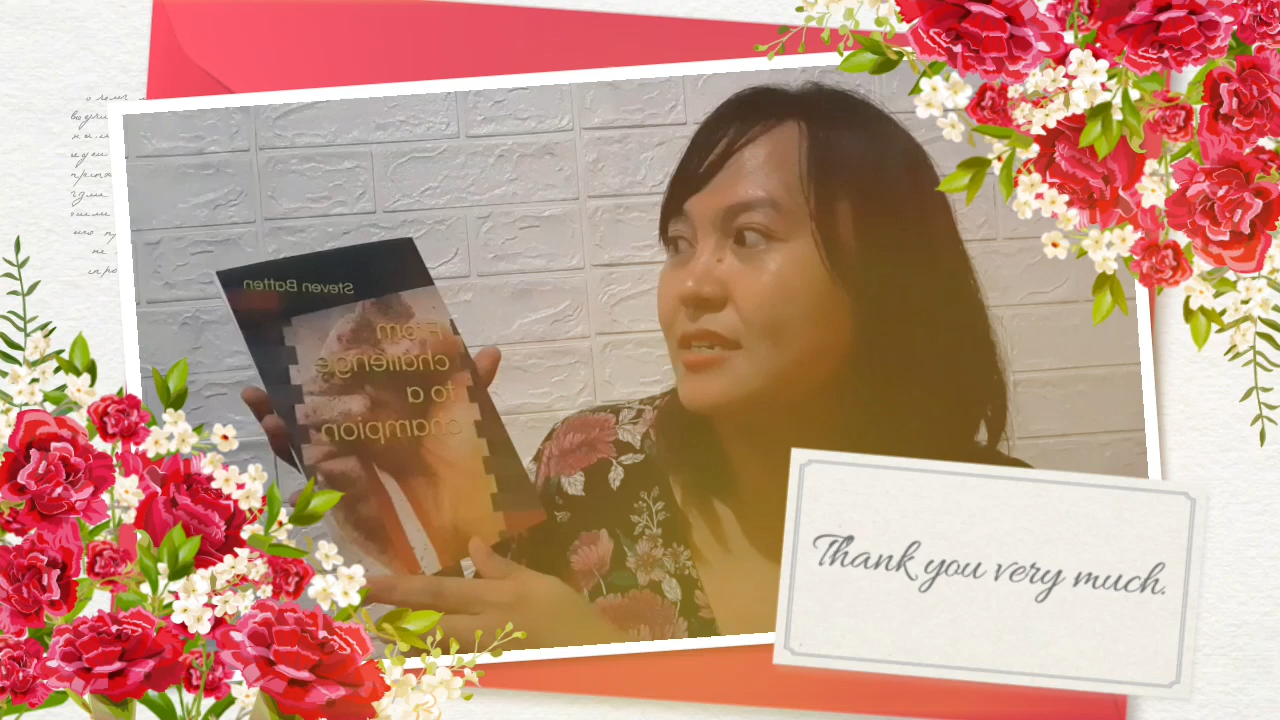 Steven Batten
From
challenge
to a
champion
Thank you very much.